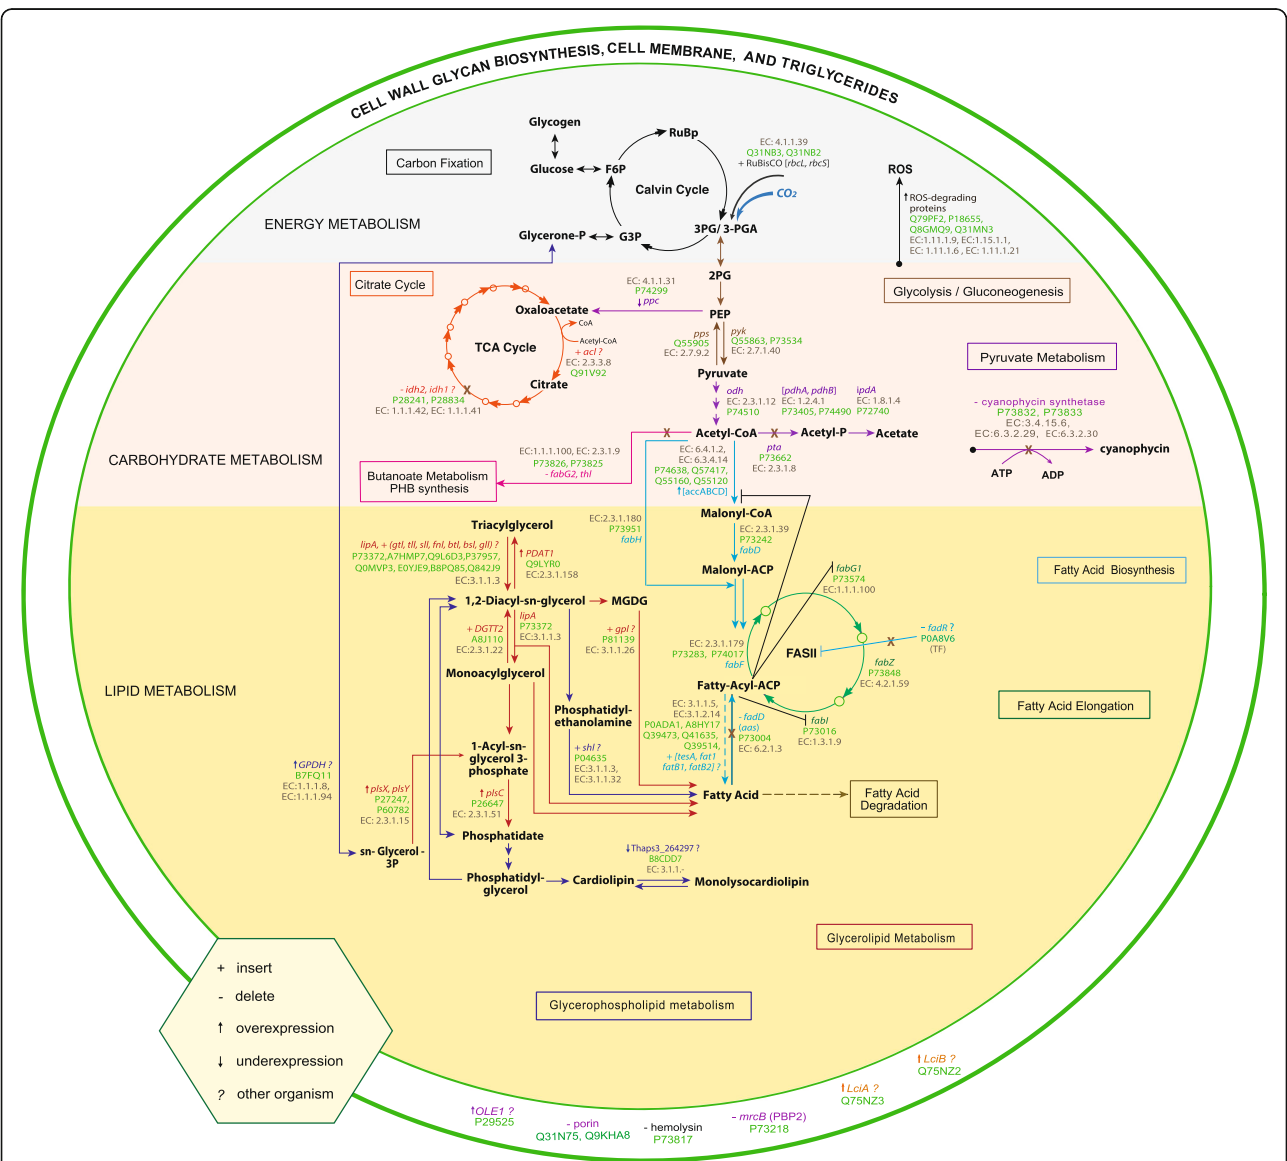 CELL WALL GLYCAN BIOSYNTHESIS, CELL MEMBRANE, AND TRIGLYCERIDES
Carbon Fixation
ENERGY METABOLISM
Glycogen
Glucose
F6P
RuBp
Calvin Cycle
Glycerone-P
G3P
3PG/ 3-PGA
EC: 4.1.1.39
Q31NB3, Q31NB2
+ RuBisCO [rbcL, rbcS]
CO2
ROS
↑ROS-degrading
proteins
Q79PF2, P18655,
Q8GMQ9, Q31MN3
EC:1.11.1.9, EC:1.15.1.1,
EC: 1.11.1.6 , EC: 1.11.1.21
2PG
Citrate Cycle
Glycolysis / Gluconeogenesis
EC: 4.1.1.31
P74299
↓ppc
Oxaloacetate
PEP
CoA
Acetyl-CoA
TCA Cycle
+ acl ?
EC: 2.3.3.8
Q91V92
Citrate
- idh2, idh1 ? X
P28241, P28834
EC: 1.1.1.42, EC: 1.1.1.41
pps
Q55905
EC: 2.7.9.2
pyk
Q55863, P73534
EC: 2.7.1.40
Pyruvate
Pyruvate Metabolism
odh
EC: 2.3.1.12
P74510
[pdhA, pdhB]
EC: 1.2.4.1
P73405, P74490
ipdA
EC: 1.8.1.4
P72740
- cyanophycin synthetase
P73832, P73833
EC:3.4.15.6,
EC:6.3.2.29, EC:6.3.2.30
X
cyanophycin
ATP
ADP
X
Acetyl-CoA
X
Acetyl-P
Acetate
pta
P73662
EC: 2.3.1.8
CARBOHYDRATE METABOLISM
EC:1.1.1.100, EC: 2.3.1.9
P73826, P73825
- fabG2, thl
Butanoate Metabolism
PHB synthesis
EC: 6.4.1.2,
EC: 6.3.4.14
P74638, Q57417,
Q55160, Q55120
↑[accABCD]
Malonyl-CoA
EC:2.3.1.180
P73951
fabH
EC: 2.3.1.39
P73242
fabD
Malonyl-ACP
Fatty Acid Biosynthesis
Triacylglycerol
lipA, + (gtl, tll, sll, fnl, btl, bsl, gll) ?
P73372,A7HMP7,Q9L6D3,P37957,
Q0MVP3, E0YJE9,B8PQ85,Q842J9
EC:3.1.1.3
↑ PDAT1
Q9LYR0
EC:2.3.1.158
fabG1
P73574
EC:1.1.1.100
1,2-Diacyl-sn-glycerol
MGDG
+ DGTT2
A8J110
EC:2.3.1.22
lipA
P73372
EC:3.1.1.3
+ gpl ?
P81139
EC: 3.1.1.26
EC: 2.3.1.179
P73283, P74017
fabF
FASII
X
- fadR ?
P0A8V6
(TF)
fabZ
P73848
EC: 4.2.1.59
Monoacylglycerol
Fatty-Acyl-ACP
LIPID METABOLISM
Fatty Acid Elongation
Phosphatidyl-
ethanolamine
EC: 3.1.1.5,
EC:3.1.2.14
P0ADA1, A8HY17
Q39473, Q41635,
Q39514,
+ [tesA, fat1
fatB1, fatB2] ?
- fadD
(aas)
X
P73004
EC: 6.2.1.3
fabI
P73016
EC:1.3.1.9
1-Acyl-sn-
glycerol 3-
phosphate
+ shl ?
P04635
EC:3.1.1.3,
EC:3.1.1.32
↑GPDH ?
B7FQ11
EC:1.1.1.8,
EC:1.1.1.94
↑plsX, plsY
P27247,
P60782
EC: 2.3.1.15
↑plsC
P26647
EC: 2.3.1.51
Fatty Acid
Fatty Acid
Degradation
Phosphatidate
sn- Glycerol -
3P
↓Thaps3_264297 ?
B8CDD7
EC: 3.1.1.-
Phosphatidyl-
glycerol
Cardiolipin
Monolysocardiolipin
Glycerolipid Metabolism
Glycerophospholipid metabolism
+ insert
- delete
↑ overexpression
↓ underexpression
? other organism
↑OLE1 ?
P29525
- porin
Q31N75, Q9KHA8
- hemolysin
P73817
- mrcB (PBP2)
P73218
↑LciA ?
Q75NZ3
↑LciB ?
Q75NZ2